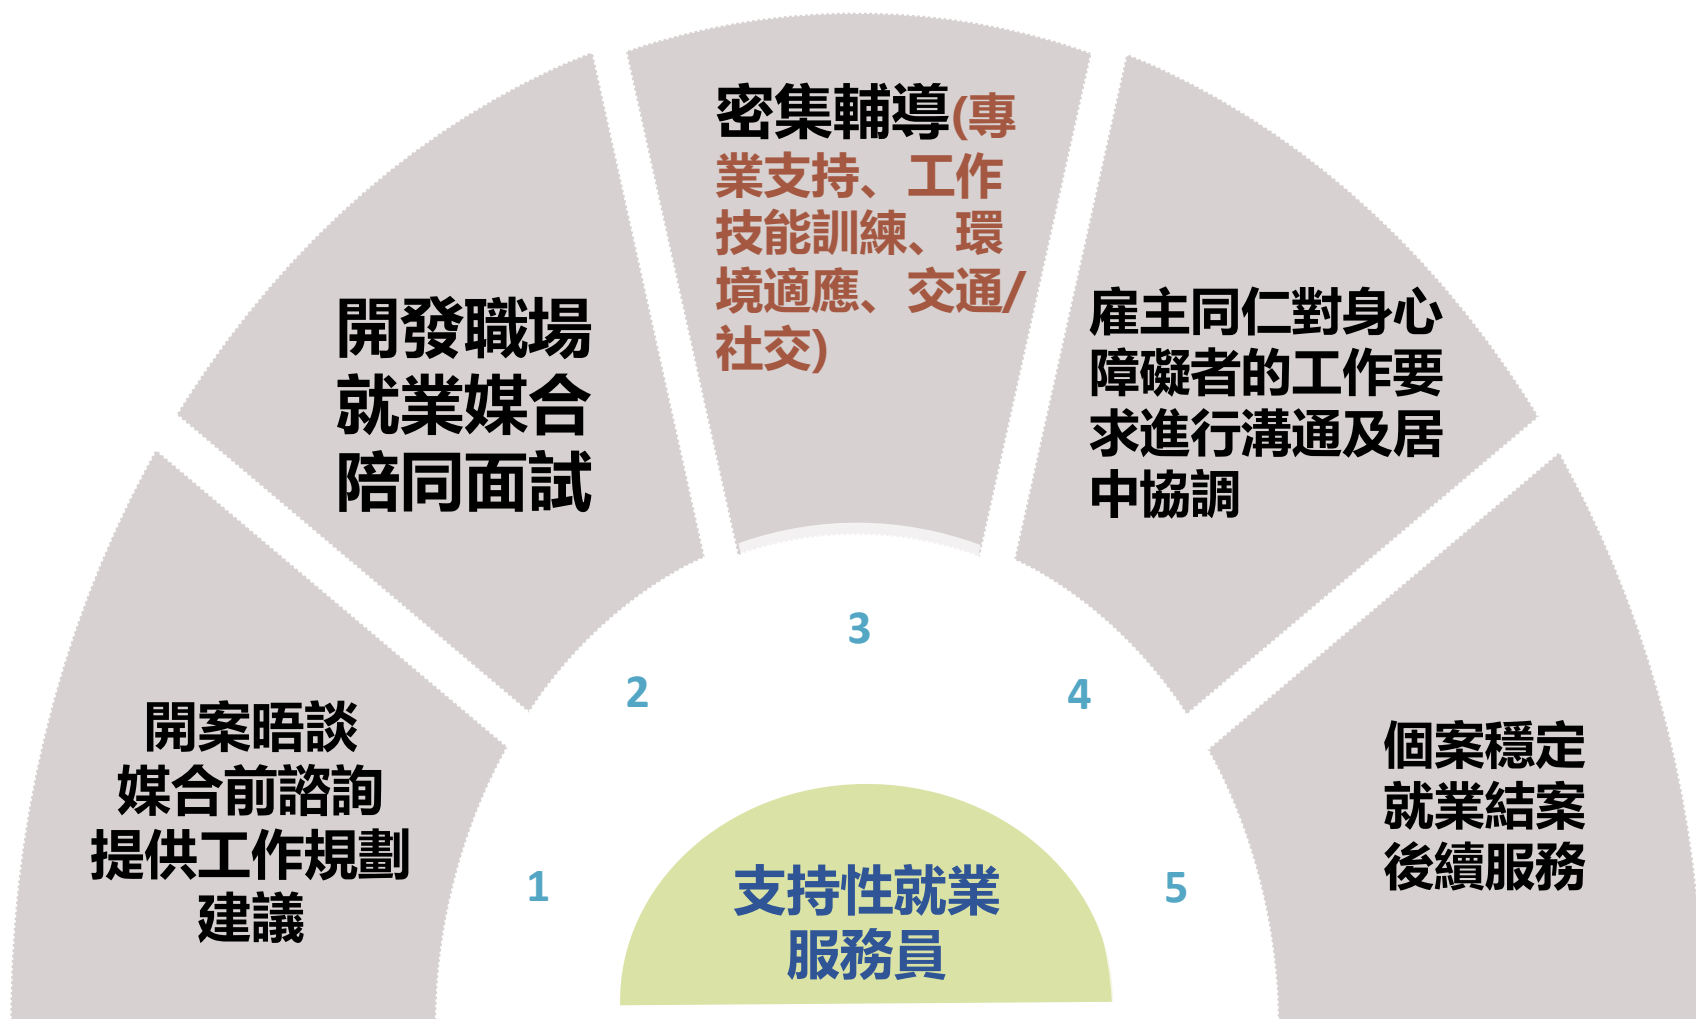 開案晤談
媒合前諮詢
提供工作規劃
建議
1
開發職場
就業媒合
陪同面試
2
密集輔導(專
業支持、工作
技能訓練、環
境適應、交通/
社交)
3
雇主同仁對身心
障礙者的工作要
求進行溝通及居
中協調
4
個案穩定
就業結案
後續服務
5
支持性就業
服務員